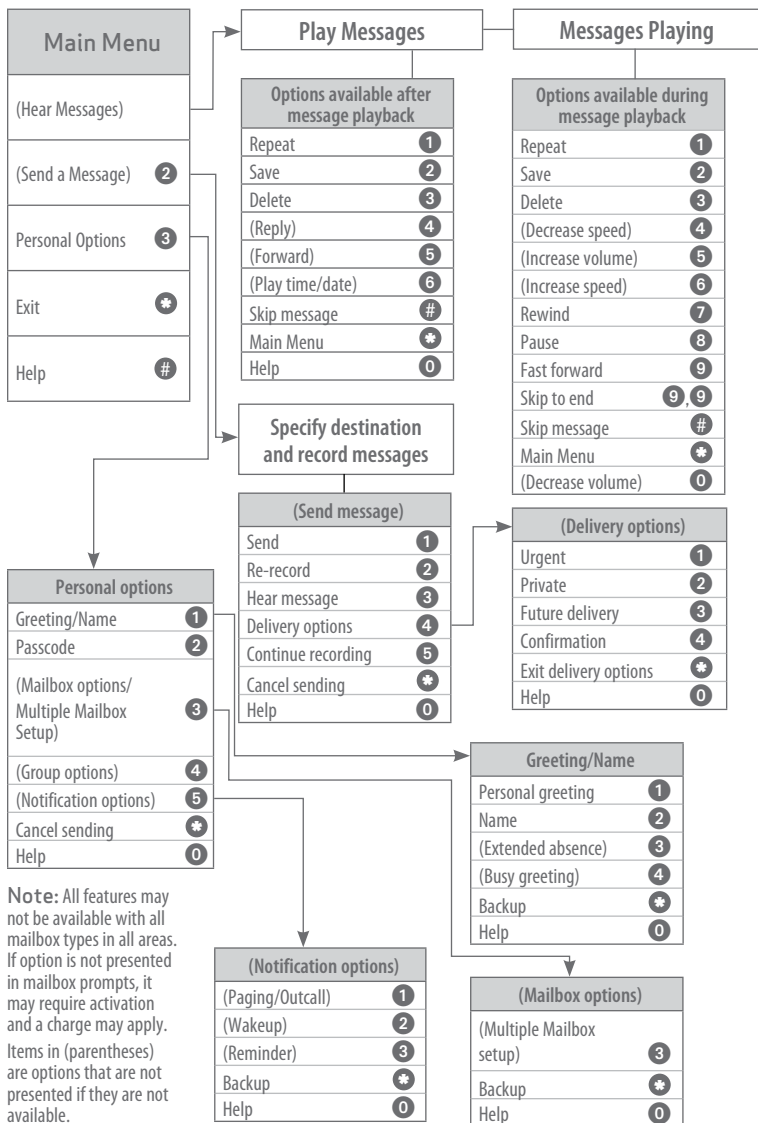 Main Menu
(Hear Messages)
(Send a Message) 2
Personal Options 3
Exit *
Help #
Play Messages
Options available after
message playback
Repeat 1
Save 2
Delete 3
(Reply) 4
(Forward) 5
(Play time/date) 6
Skip message #
Main Menu *
Help 0
Messages Playing
Options available during
message playback
Repeat 1
Save 2
Delete 3
(Decrease speed) 4
(Increase volume) 5
(Increase speed) 6
Rewind 7
Pause 8
Fast forward 9
Skip to end 9,9
Skip message #
Main Menu *
(Decrease volume) 0
Specify destination
and record messages
(Send message)
Send 1
Re-record 2
Hear message 3
Delivery options 4
Continue recording 5
Cancel sending *
Help 0
(Delivery options)
Urgent 1
Private 2
Future delivery 3
Confirmation 4
Exit delivery options *
Help 0
Personal options
Greeting/Name 1
Passcode 2
(Mailbox options/
Multiple Mailbox 3
Setup)
(Group options) 4
(Notification options) 5
Cancel sending *
Help 0
Greeting/Name
Personal greeting 1
Name 2
(Extended absence) 3
(Busy greeting) 4
Backup *
Help 0
Note: All features may
not be available with all
mailbox types in all areas.
If option is not presented
in mailbox prompts, it
may require activation
and a charge may apply.
Items in (parentheses)
are options that are not
presented if they are not
available.
(Notification options)
(Paging/Outcall) 1
(Wakeup) 2
(Reminder) 3
Backup *
Help 0
(Mailbox options)
(Multiple Mailbox
setup) 3
Backup *
Help 0